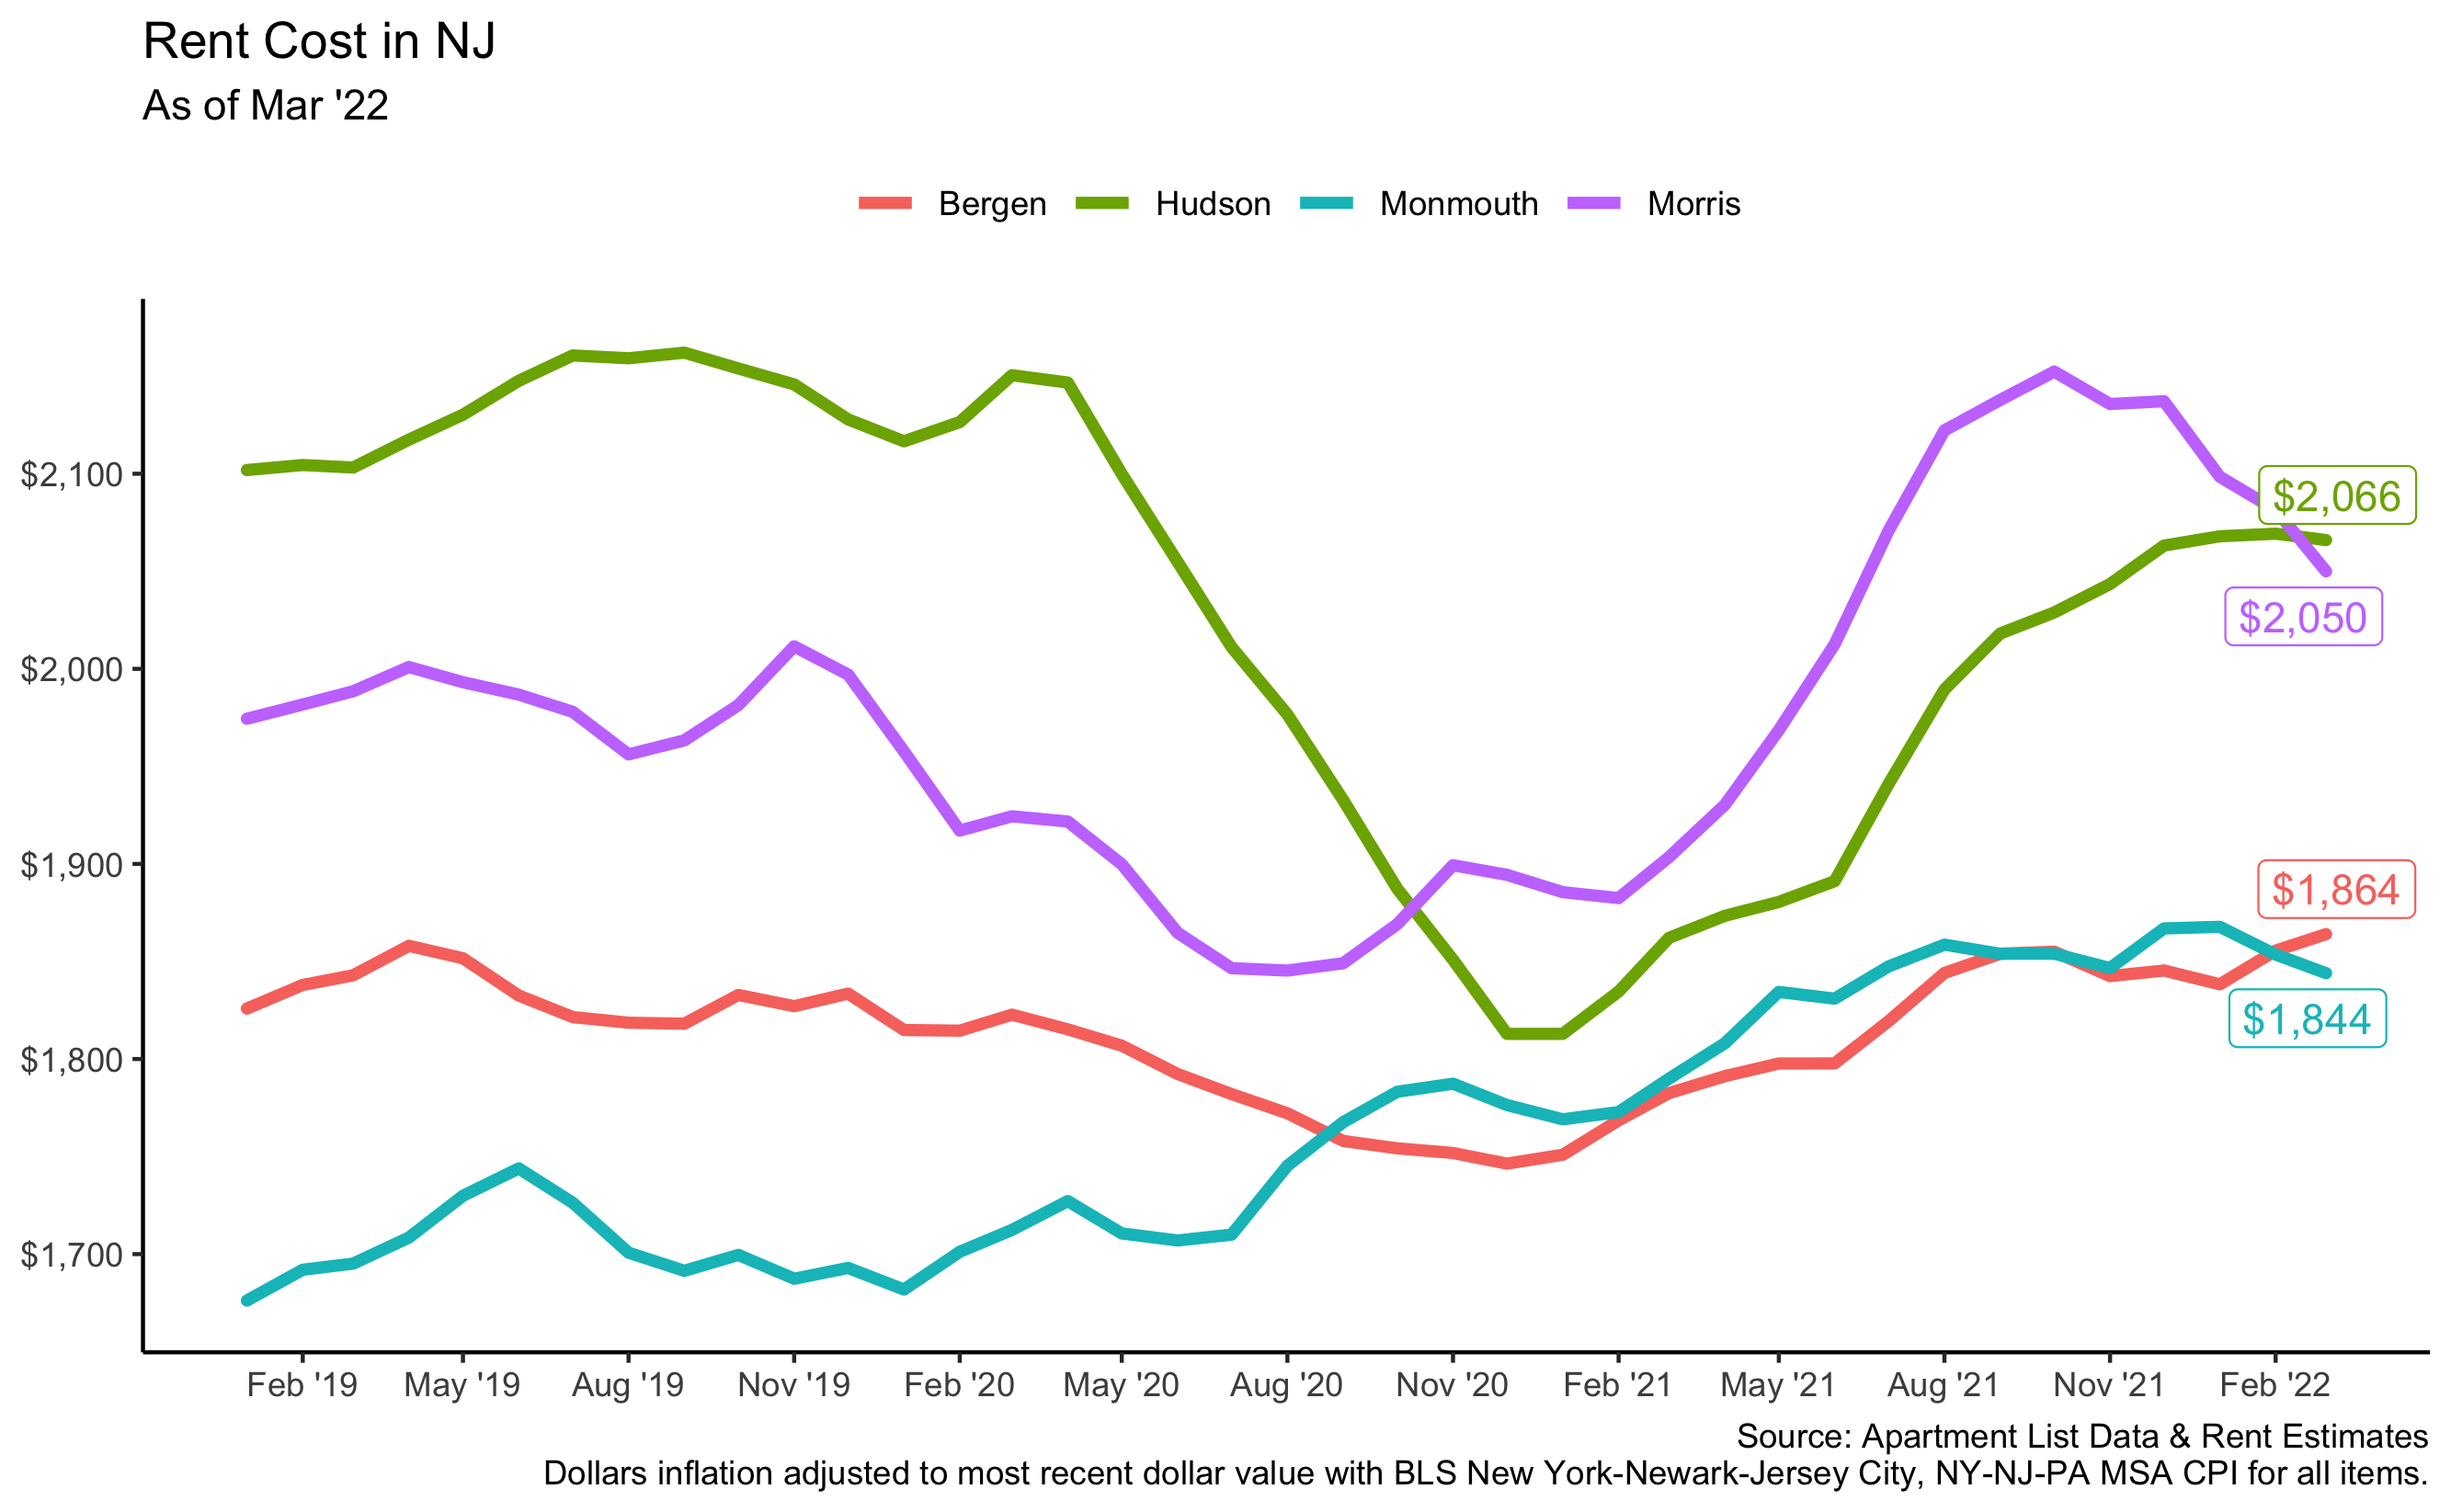 Rent Cost in NJ
As of Mar '22
Bergen Hudson Monmouth Morris
$2,100
$2,000
$1,900
$1,800
$1,700
$2,066
$2,050
$1,864
$1,844
Feb '19 May '19 Aug '19 Nov '19 Feb '20 May '20 Aug '20 Nov '20 Feb '21 May '21 Aug '21 Nov '21 Feb '22
Source: Apartment List Data & Rent Estimates
Dollars inflation adjusted to most recent dollar value with BLS New York-Newark-Jersey City, NY-NJ-PA MSA CPI for all items.